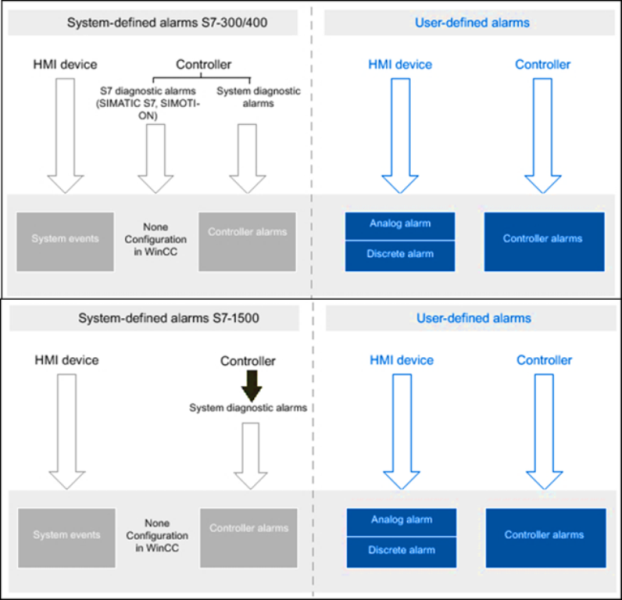 System-defined alarms S7-300/400
User-defined alarms
HMI device
Controller
HMI device
Controller
S7 diagnostic alarms
(SIMATIC S7, SIMOTI-
ON)
System diagnostic
alarms
System events
None
Configuration
in WinCC
Controller alarms
Analog alarm
Discrete alarm
Controller alarms
System-defined alarms S7-1500
User-defined alarms
HMI device
Controller
HMI device
Controller
System diagnostic alarms
System events
None
Configuration
in WinCC
Controller alarms
Analog alarm
Discrete alarm
Controller alarms